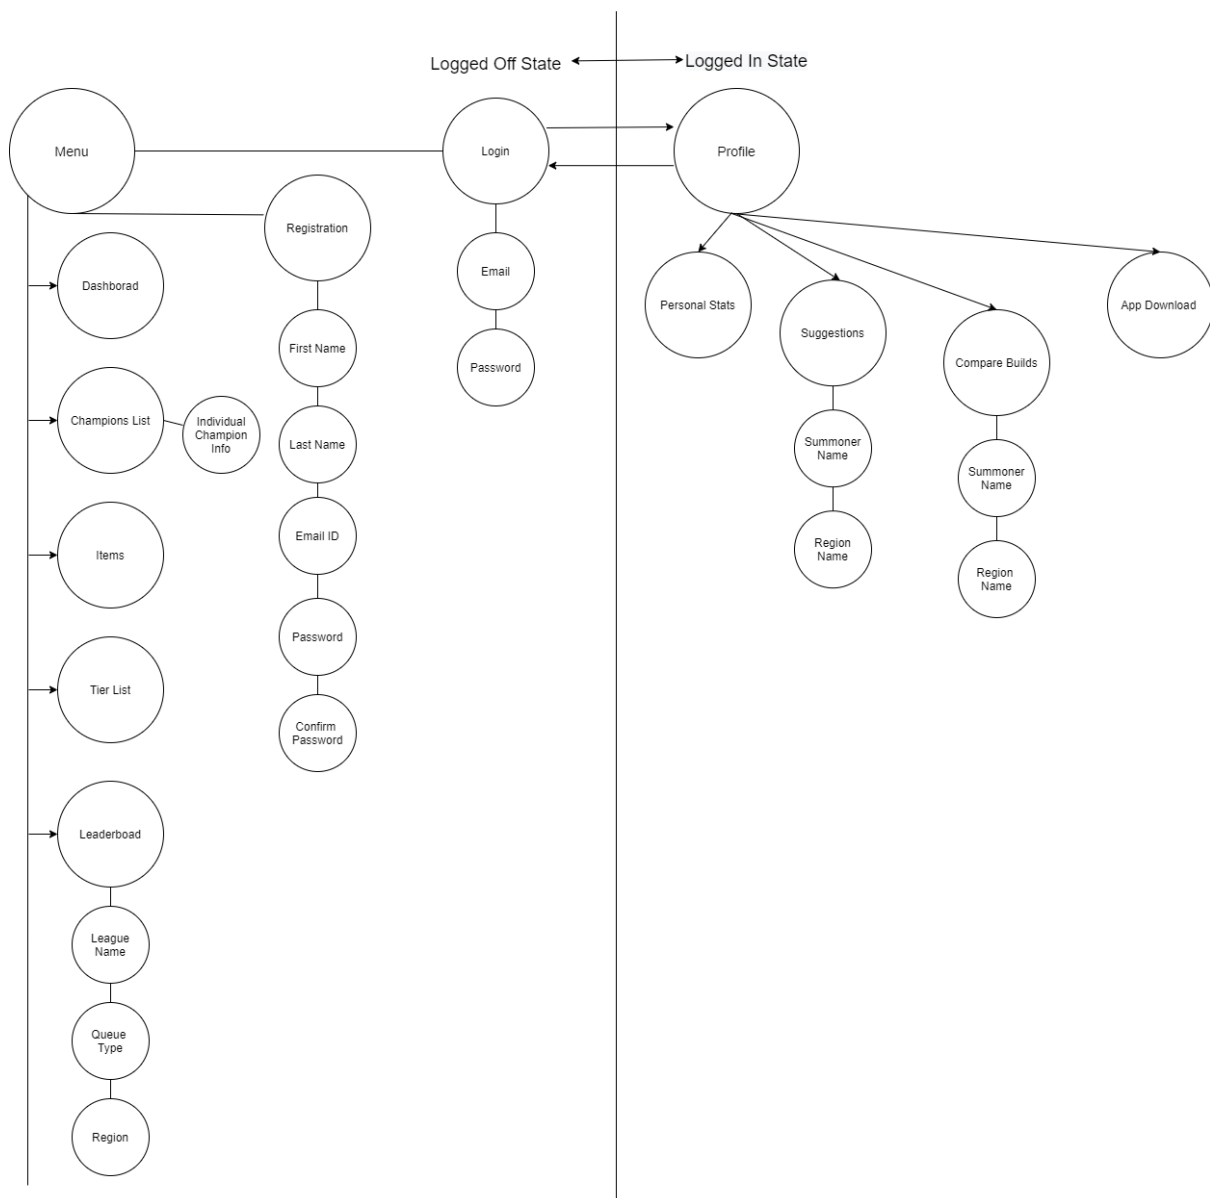 Logged Off State
Logged In State
Menu
Login
Profile
Registration
Dashborad
Email
Personal Stats
Suggestions
App Download
First Name
Password
Compare Builds
Champions List
Individual
Champion
Info
Last Name
Summoner
Name
Summoner
Name
Items
Email ID
Region
Name
Region
Name
Password
Tier List
Confirm
Password
Leaderboad
League
Name
Queue
Type
Region